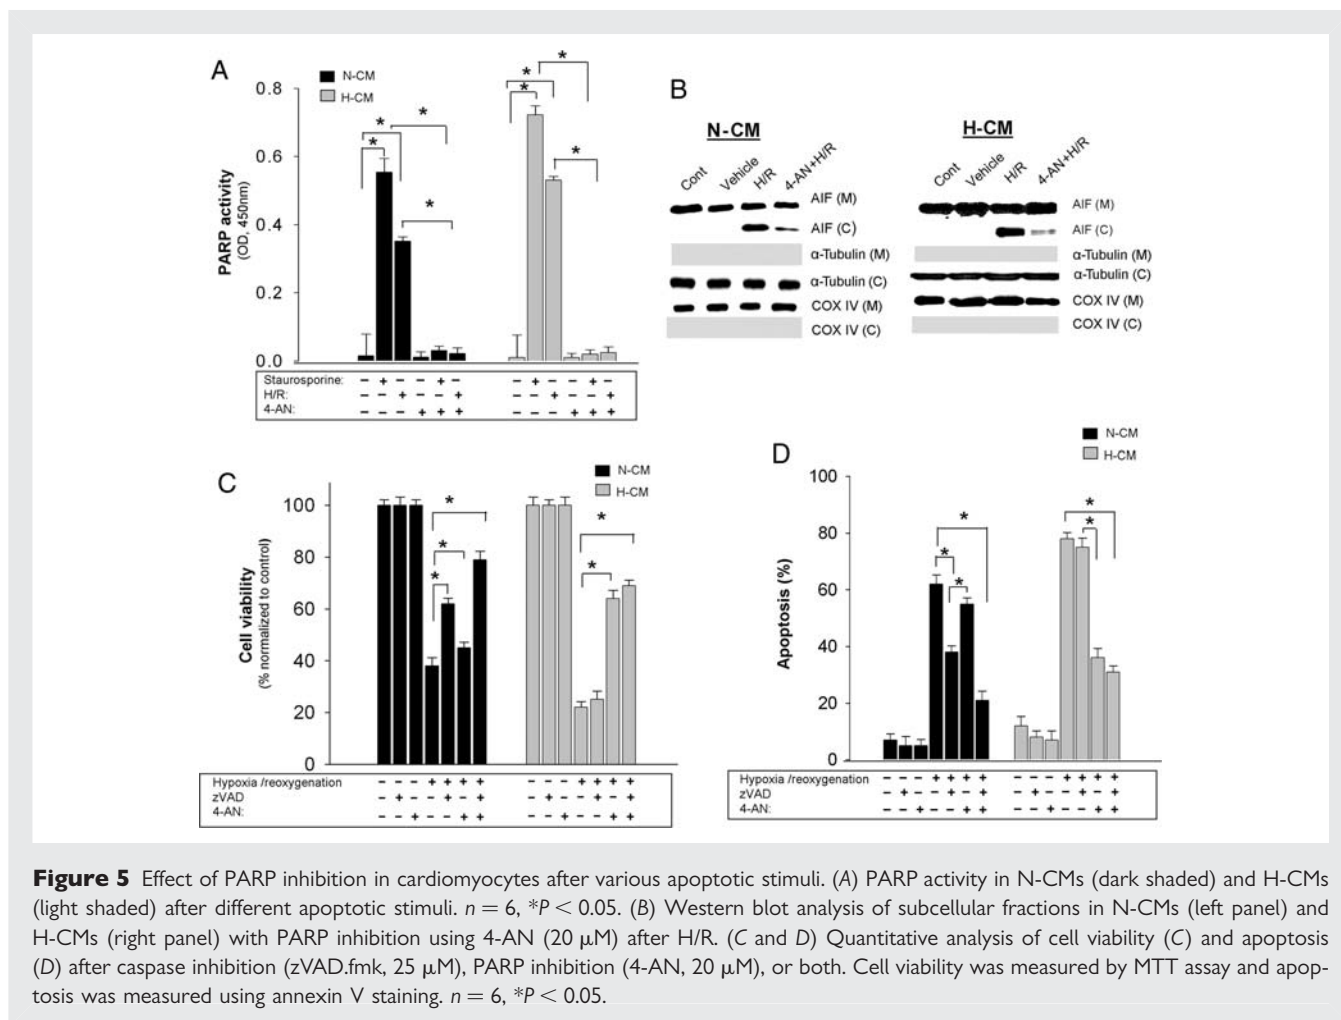 A
N-CM
H-CM
PARP activity
(OD, 450nm)
0.8
0.6
0.4
0.2
0.0
* * * *
* * * *
Staurosporine: – + – – + – – + – – + –
H/R: – – + – – + – – + – – +
4-AN: – – – + + + – – – + + +
B
N-CM
Cont Vehicle H/R 4-AN+H/R
AIF (M)
AIF (C)
α-Tubulin (M)
α-Tubulin (C)
COX IV (M)
COX IV (C)
H-CM
Cont Vehicle H/R 4-AN+H/R
AIF (M)
AIF (C)
α-Tubulin (M)
α-Tubulin (C)
COX IV (M)
COX IV (C)
C
N-CM
H-CM
Cell viability
(% normalized to control)
100
80
60
40
20
0
* * *
* *
Hypoxia /reoxygenation – – – + + + + – – – + + + +
zVAD – + – – + – + – + – – + – +
4-AN: – – + – – + + – – + – – + +
D
N-CM
H-CM
Apoptosis (%)
100
80
60
40
20
0
* * *
* *
Hypoxia /reoxygenation – – – + + + + – – – + + + +
zVAD – + – – + – + – + – – + – +
4-AN: – – + – – + + – – + – – + +
Figure 5 Effect of PARP inhibition in cardiomyocytes after various apoptotic stimuli. (A) PARP activity in N-CMs (dark shaded) and H-CMs
(light shaded) after different apoptotic stimuli. n = 6, *P < 0.05. (B) Western blot analysis of subcellular fractions in N-CMs (left panel) and
H-CMs (right panel) with PARP inhibition using 4-AN (20 μM) after H/R. (C and D) Quantitative analysis of cell viability (C) and apoptosis
(D) after caspase inhibition (zVAD.fmk, 25 μM), PARP inhibition (4-AN, 20 μM), or both. Cell viability was measured by MTT assay and apop-
tosis was measured using annexin V staining. n = 6, *P < 0.05.